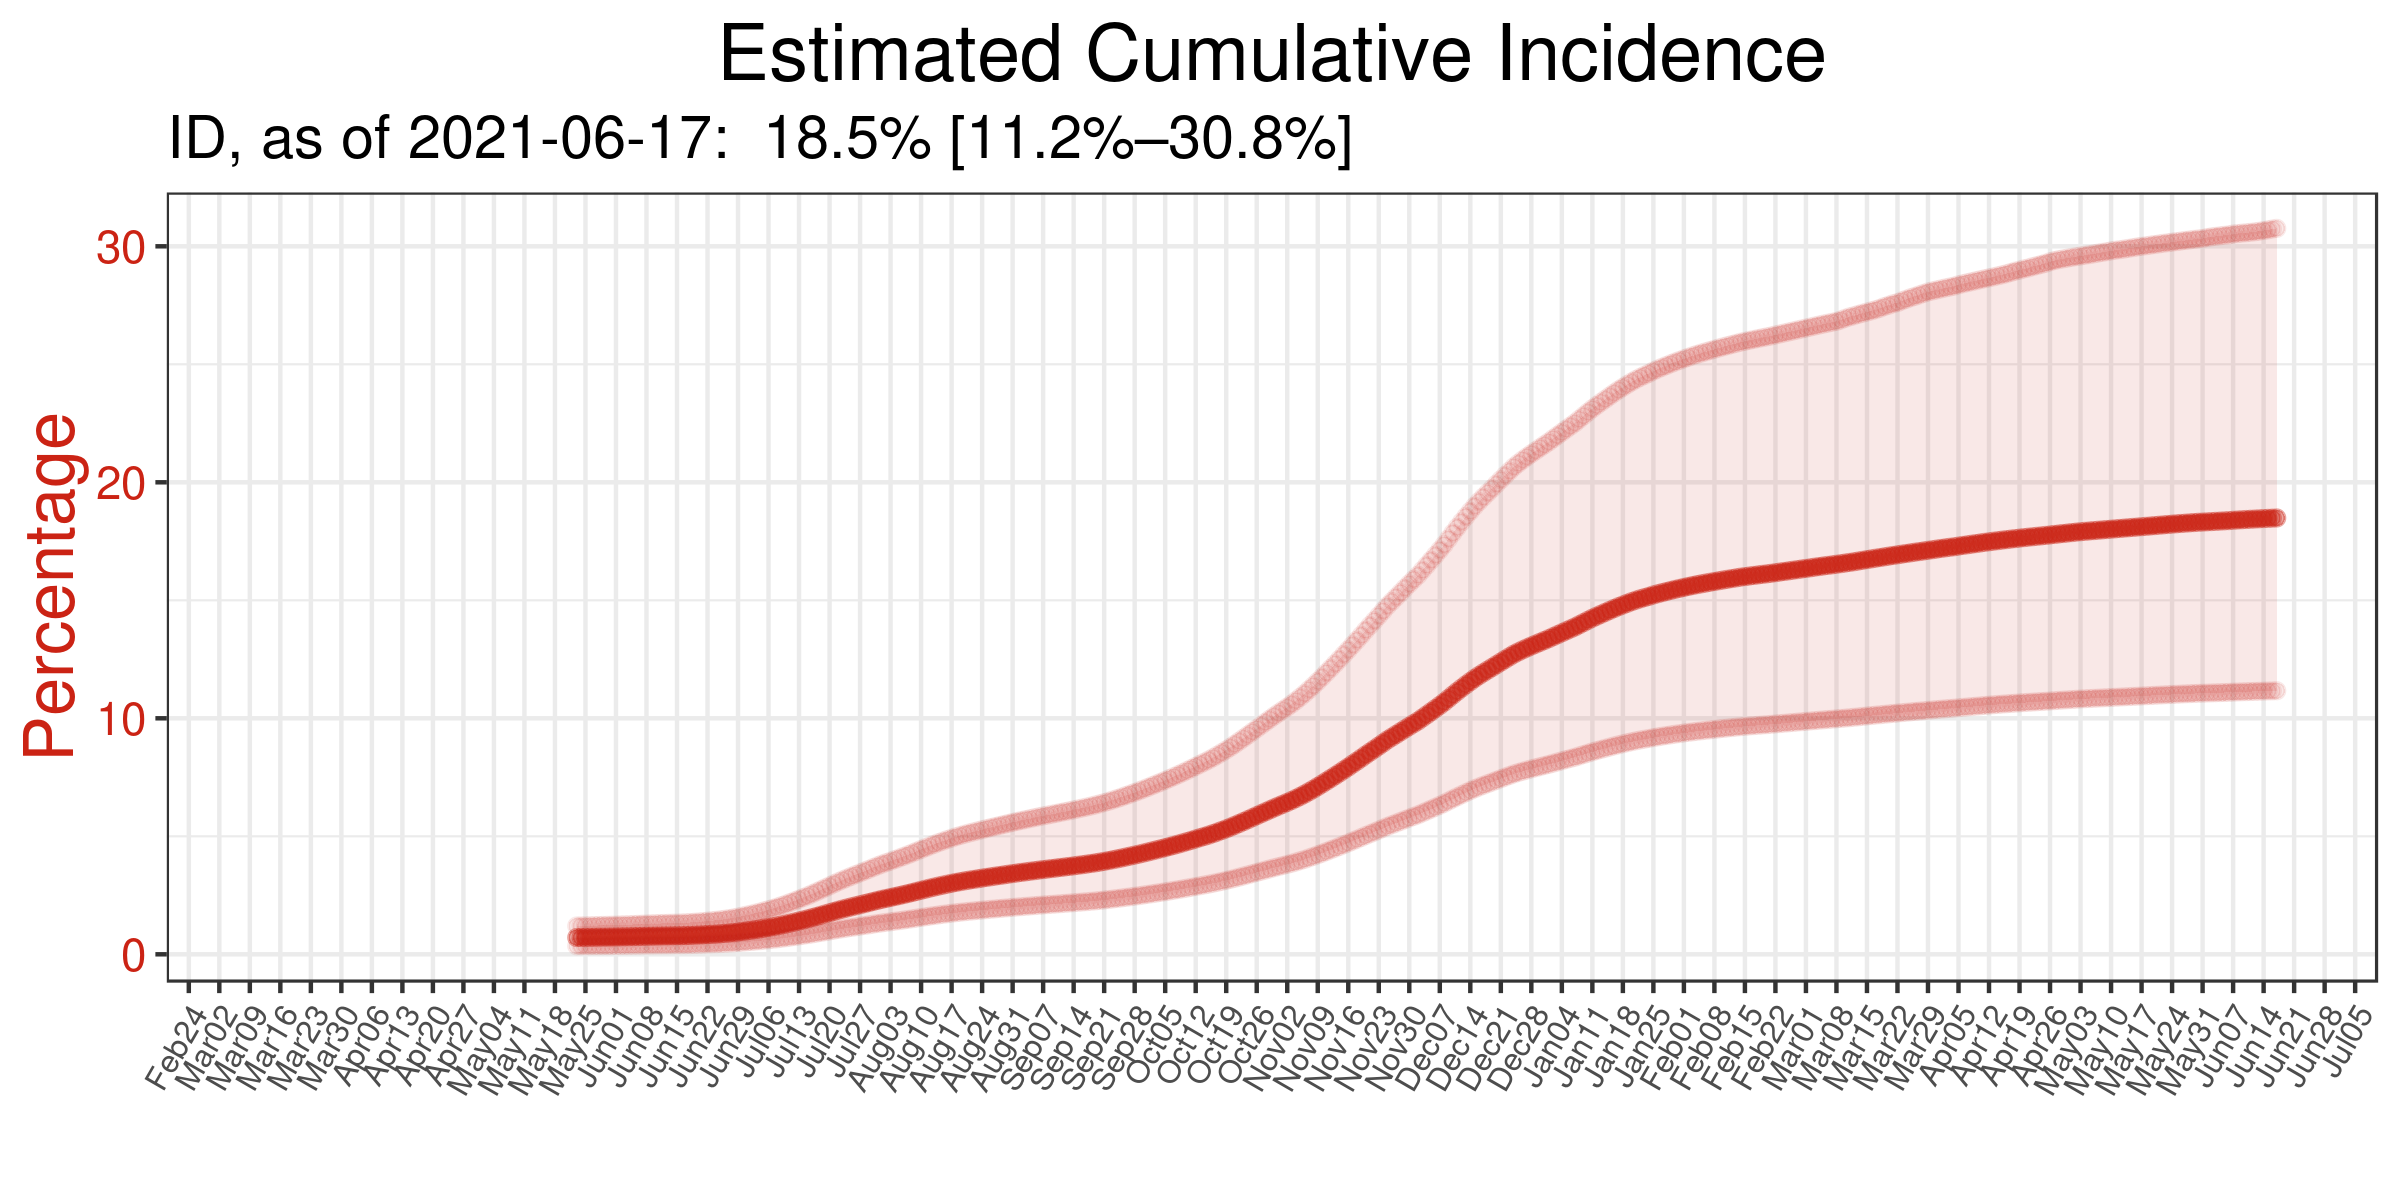 Estimated Cumulative Incidence
ID, as of 2021-06-17:  18.5% [11.2%–30.8%]
Percentage
30
20
10
0
Feb24
Mar02
Mar09
Mar16
Mar23
Mar30
Apr06
Apr13
Apr20
Apr27
May04
May11
May18
May25
Jun01
Jun08
Jun15
Jun22
Jun29
Jul06
Jul13
Jul20
Jul27
Aug03
Aug10
Aug17
Aug24
Aug31
Sep07
Sep14
Sep21
Sep28
Oct05
Oct12
Oct19
Oct26
Nov02
Nov09
Nov16
Nov23
Nov30
Dec07
Dec14
Dec21
Dec28
Jan04
Jan11
Jan18
Jan25
Feb01
Feb08
Feb15
Feb22
Mar01
Mar08
Mar15
Mar22
Mar29
Apr05
Apr12
Apr19
Apr26
May03
May10
May17
May24
May31
Jun07
Jun14
Jun21
Jun28
Jul05